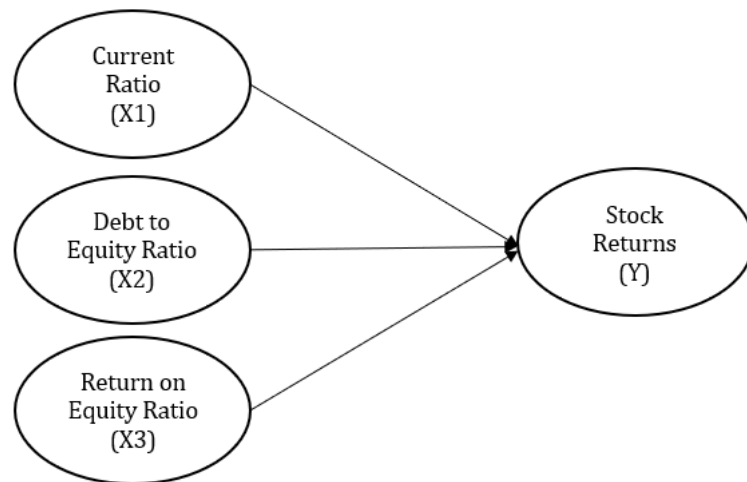 Current
Ratio
(X1)
Debt to
Equity Ratio
(X2)
Return on
Equity Ratio
(X3)
Stock
Returns
(Y)